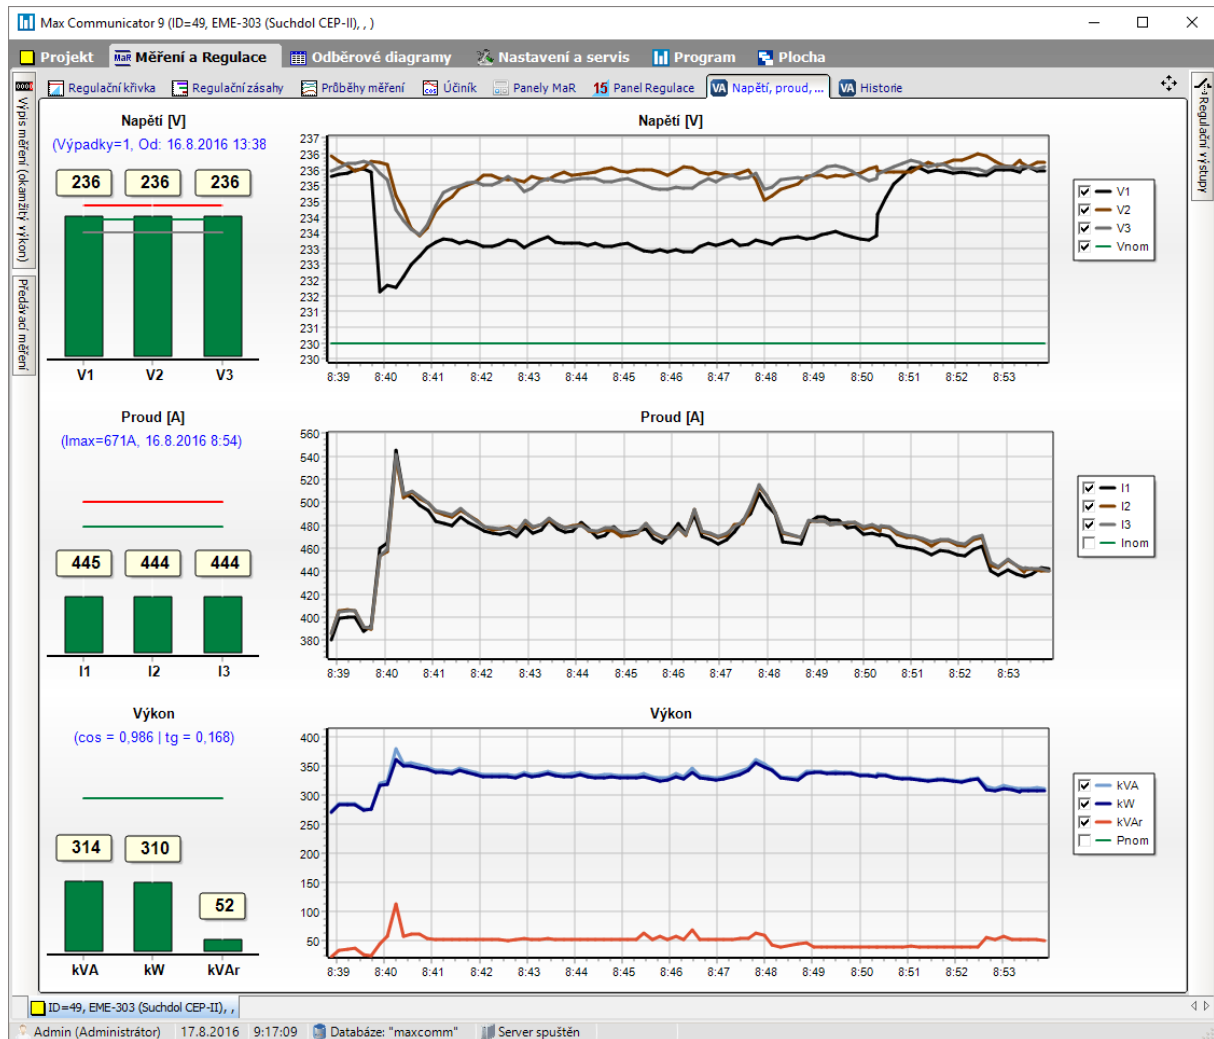 Max Communicator 9 (ID=49, EME-303 (Suchdol CEP-II), , )
Projekt MaR Měření a Regulace Odběrové diagramy Nastavení a servis Program Plocha
Regulační křivka Regulační zásahy Průběhy měření cos Účiník Panely MaR 15 Panel Regulace VA Napětí, proud, ... VA Historie
Výpis měření (okamžitý výkon)
Předávací měření
Regulační výstupy
Napětí [V]
(Výpadky=1, Od: 16.8.2016 13:38
236 236 236
V1 V2 V3
Napětí [V]
237
236
236
235
235
234
234
233
233
232
232
231
231
230
230
8:39 8:40 8:41 8:42 8:43 8:44 8:45 8:46 8:47 8:48 8:49 8:50 8:51 8:52 8:53
V1
V2
V3
Vnom
Proud [A]
(Imax=671A, 16.8.2016 8:54)
445 444 444
I1 I2 I3
Proud [A]
560
540
520
500
480
460
440
420
400
380
8:39 8:40 8:41 8:42 8:43 8:44 8:45 8:46 8:47 8:48 8:49 8:50 8:51 8:52 8:53
I1
I2
I3
Inom
Výkon
(cos = 0,986 | tg = 0,168)
314 310 52
kVA kW kVAr
Výkon
400
350
300
250
200
150
100
50
8:39 8:40 8:41 8:42 8:43 8:44 8:45 8:46 8:47 8:48 8:49 8:50 8:51 8:52 8:53
kVA
kW
kVAr
Pnom
ID=49, EME-303 (Suchdol CEP-II), ,
Admin (Administrátor) 17.8.2016 9:17:09 Databáze: "maxcomm" Server spuštěn